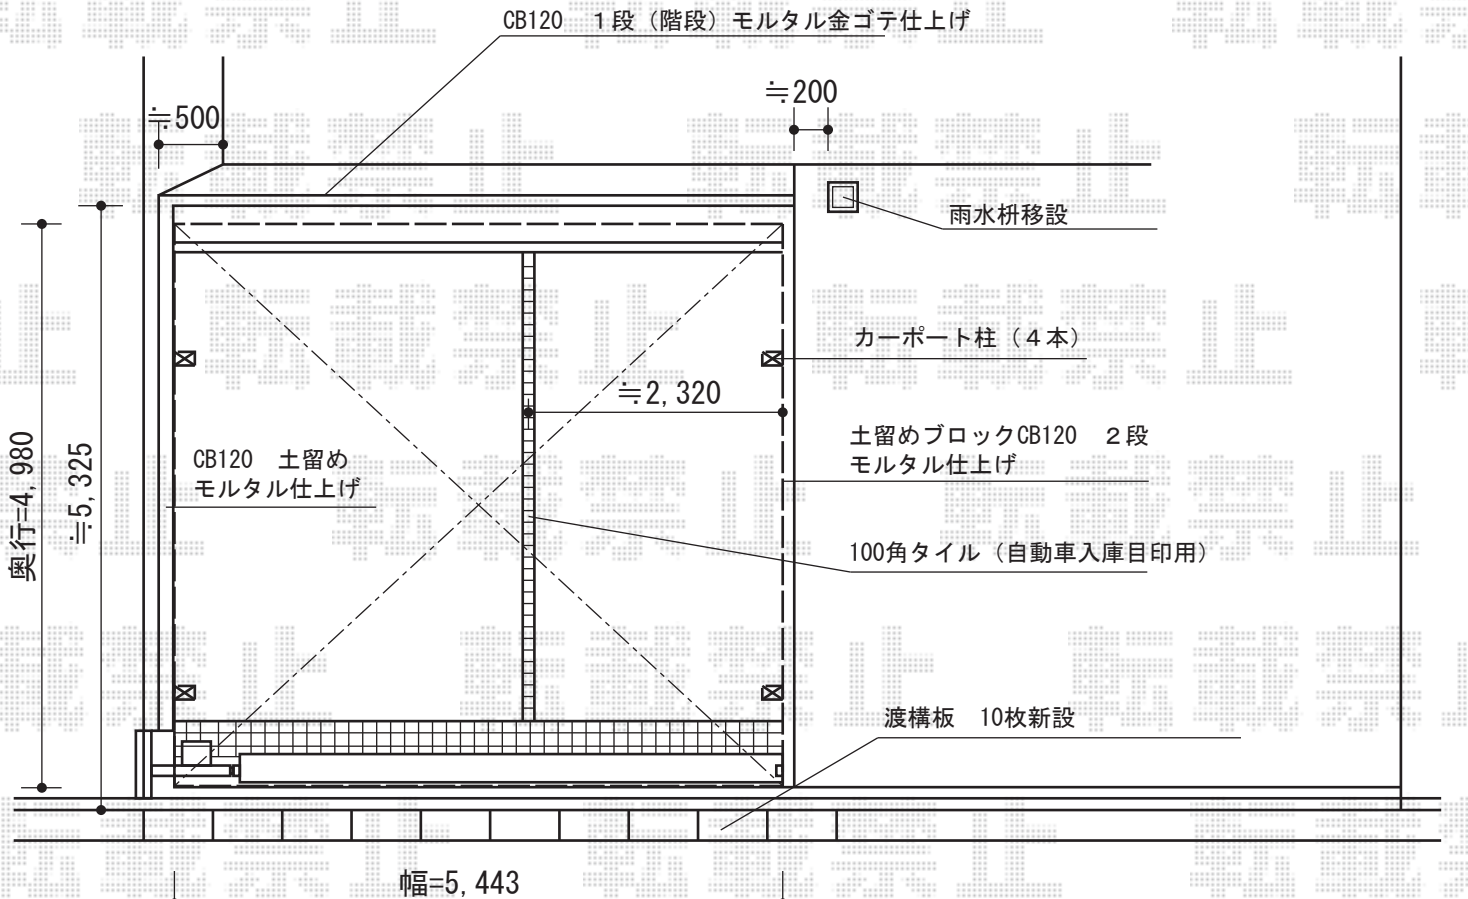 CB120 1段（階段）モルタル金ゴテ仕上げ
≒500
≒200
雨水枡移設
カーポート柱（４本）
≒2,320
奥行=4,980
≒5,325
CB120 土留め
モルタル仕上げ
土留めブロックCB120 ２段
モルタル仕上げ
100角タイル（自動車入庫目印用）
渡構板 10枚新設
幅=5,443
転載禁止